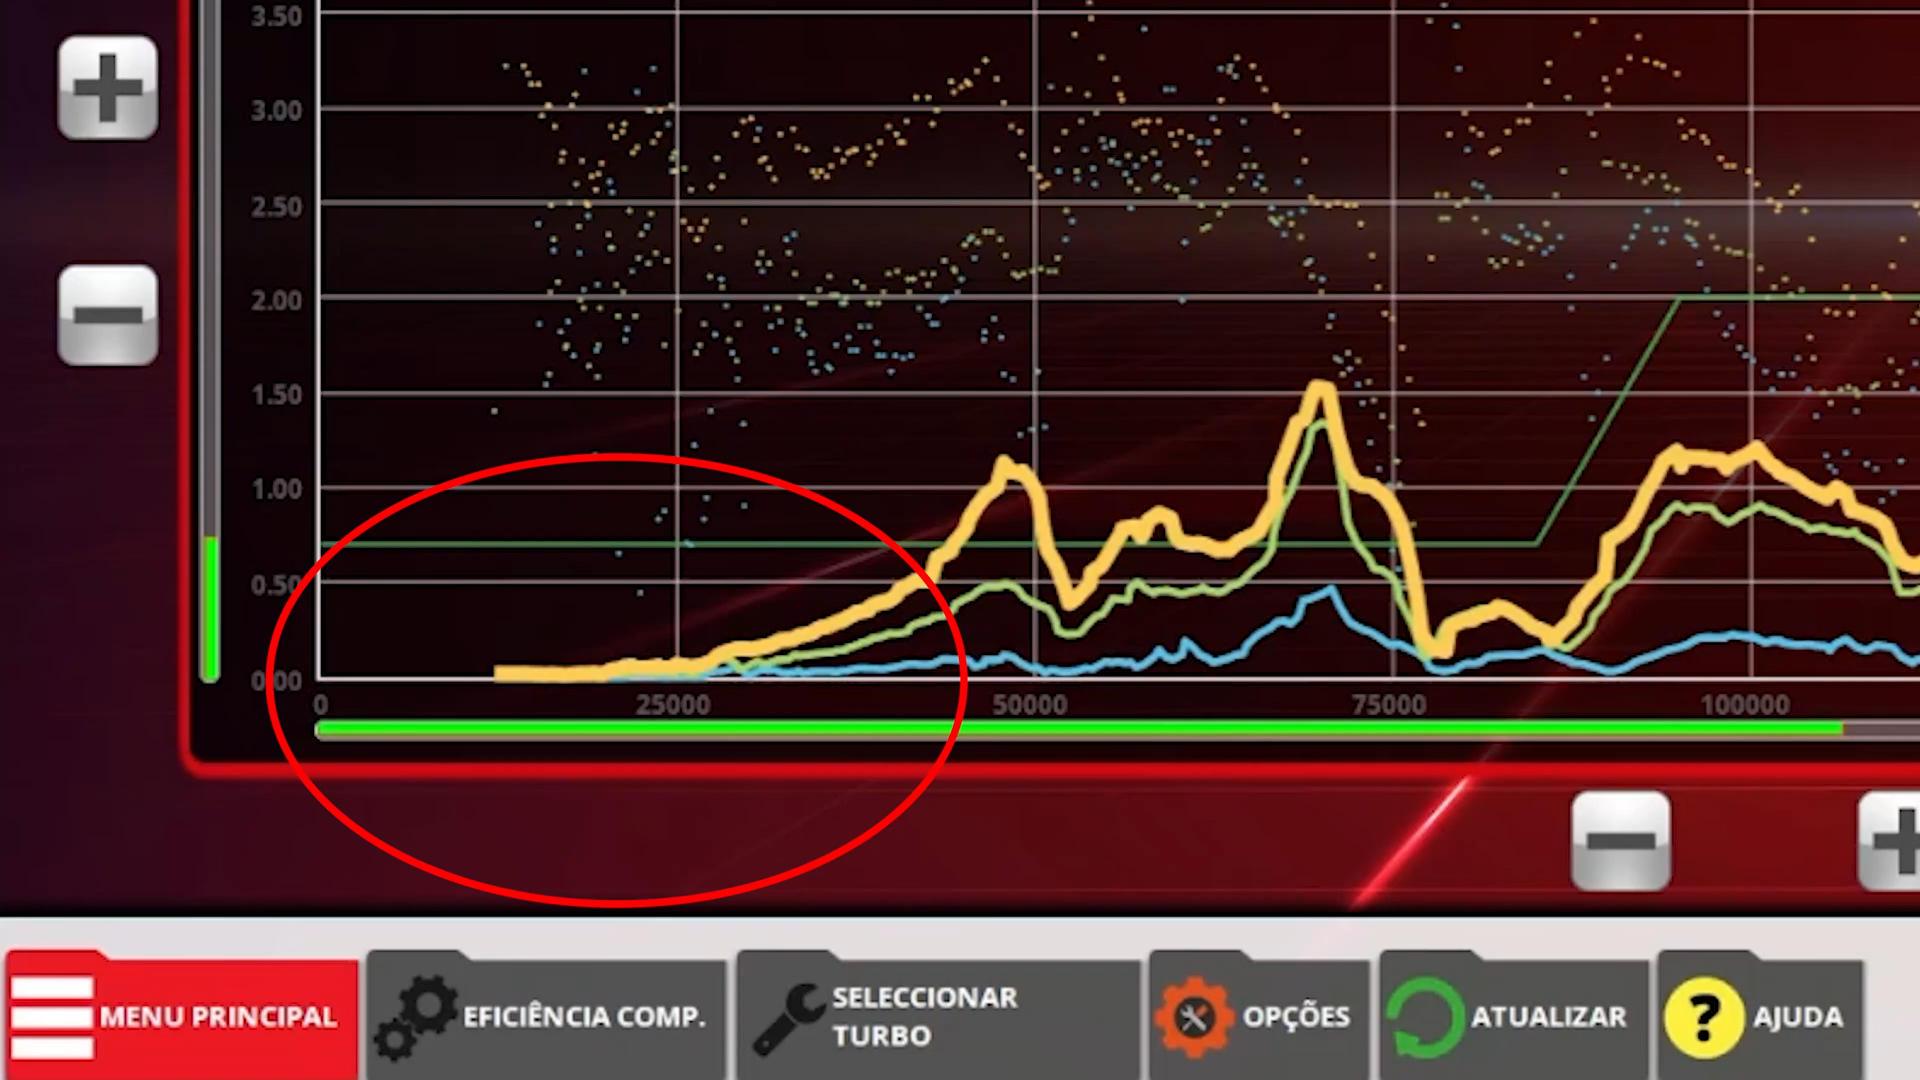 3.50
3.00
2.50
2.00
1.50
1.00
0.50
0.00
0 25000 50000 75000 100000
MENU PRINCIPAL
EFICIÊNCIA COMP.
SELECCIONAR
TURBO
OPÇÕES
ATUALIZAR
? AJUDA